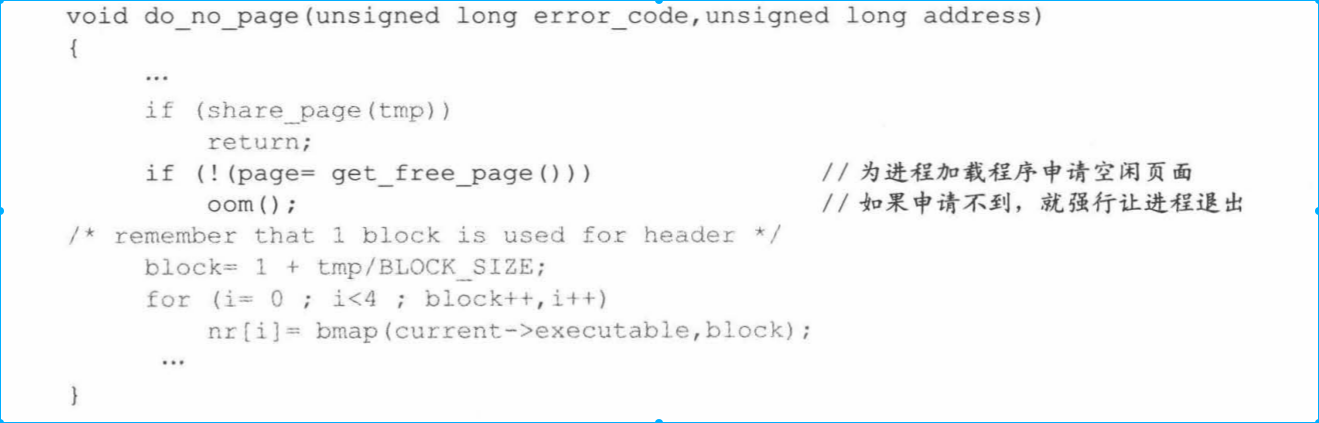 void do_no_page(unsigned long error_code,unsigned long address)
{
…
if (share_page(tmp))
return;
if (!(page= get_free_page())) // 为进程加载程序申请空闲页面
oom(); // 如果申请不到，就强行让进程退出
/* remember that 1 block is used for header */
block= 1 + tmp/BLOCK_SIZE;
for (i= 0 ; i<4 ; block++,i++)
nr[i]= bmap(current->executable,block);
…
}